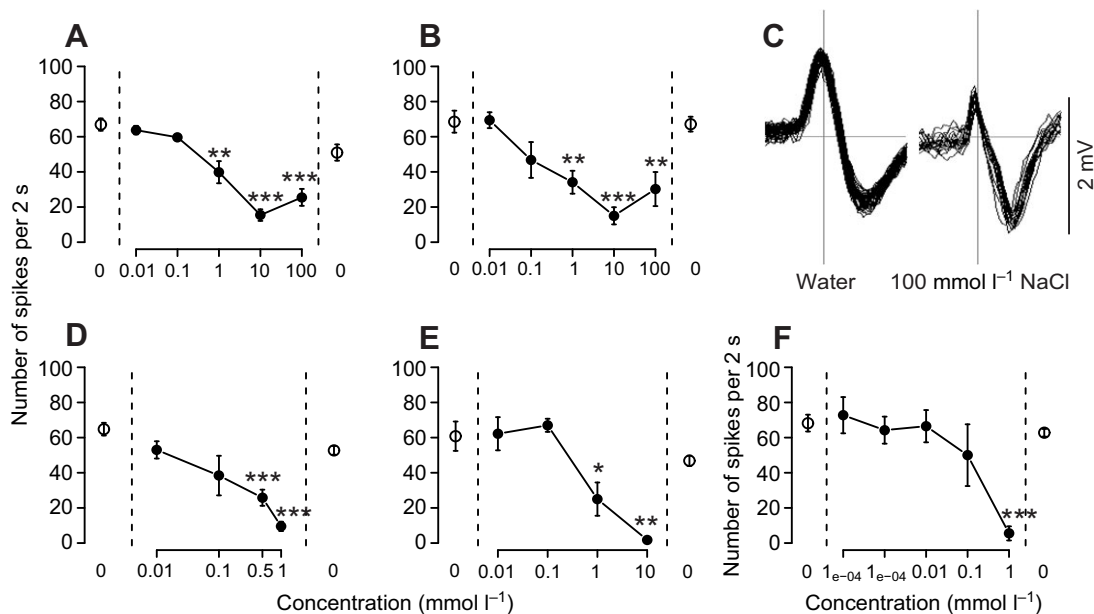 A
B
C
Number of spikes per 2 s
100
80
60
40
20
0
** *** ***
0 0.01 0.1 1 10 100 0
100
80
60
40
20
0
** *** **
0 0.01 0.1 1 10 100 0
2 mV
Water 100 mmol l⁻¹ NaCl
D
E
F
100
80
60
40
20
0
*** ***
0 0.01 0.1 0.5 1 0
100
80
60
40
20
0
* **
0 0.01 0.1 1 10 0
Number of spikes per 2 s
100
80
60
40
20
0
***
0 1e−04 1e−04 0.01 0.1 1 0
Concentration (mmol l⁻¹)
Concentration (mmol l⁻¹)